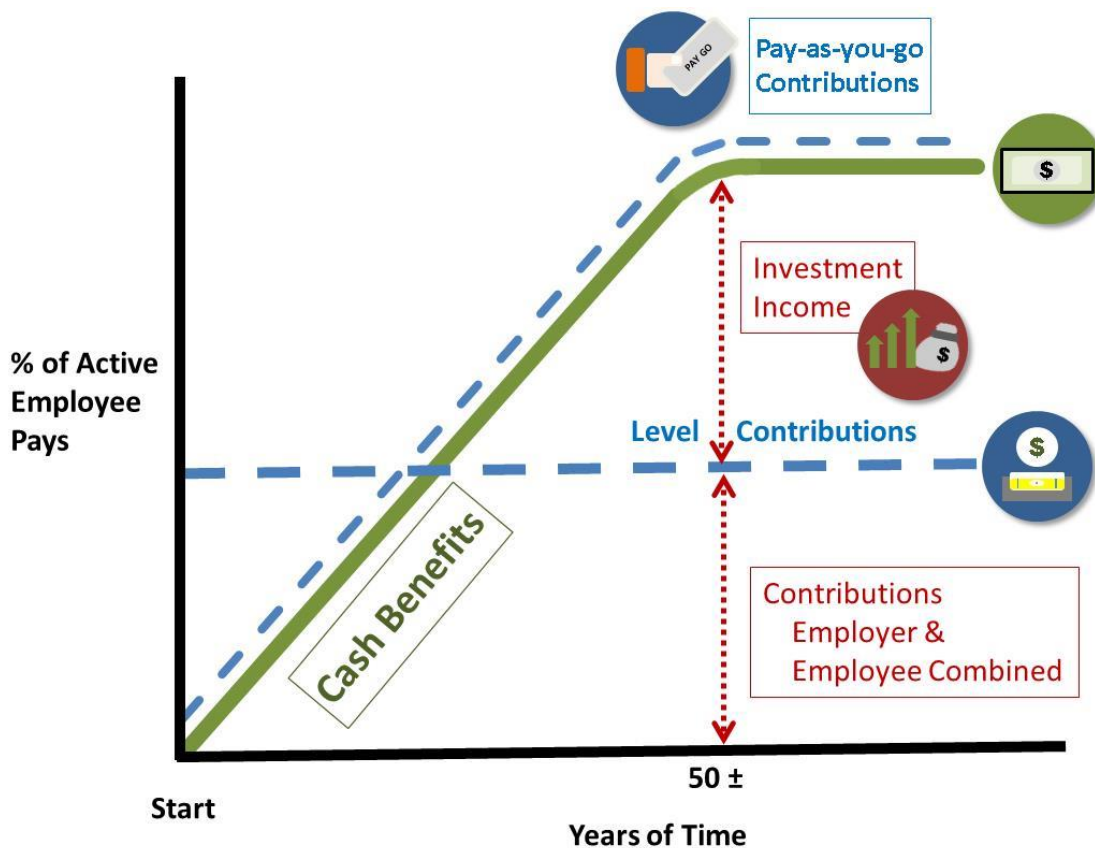 PAY GO
Pay-as-you-go
Contributions
$
Investment
Income
$
% of Active
Employee
Pays
Level Contributions
$
Cash Benefits
Contributions
Employer &
Employee Combined
50 ±
Start
Years of Time